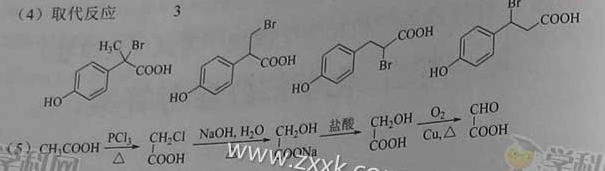 (4) 取代反应 3
H₃C Br COOH HO
Br COOH HO
COOH Br HO
Br COOH HO
(5) CH₃COOH PCl₃ △ CH₂Cl COOH NaOH, H₂O CH₂OH COONa 盐酸 CH₂OH COOH O₂ Cu,△ CHO COOH
www.zxxk.com
学科网